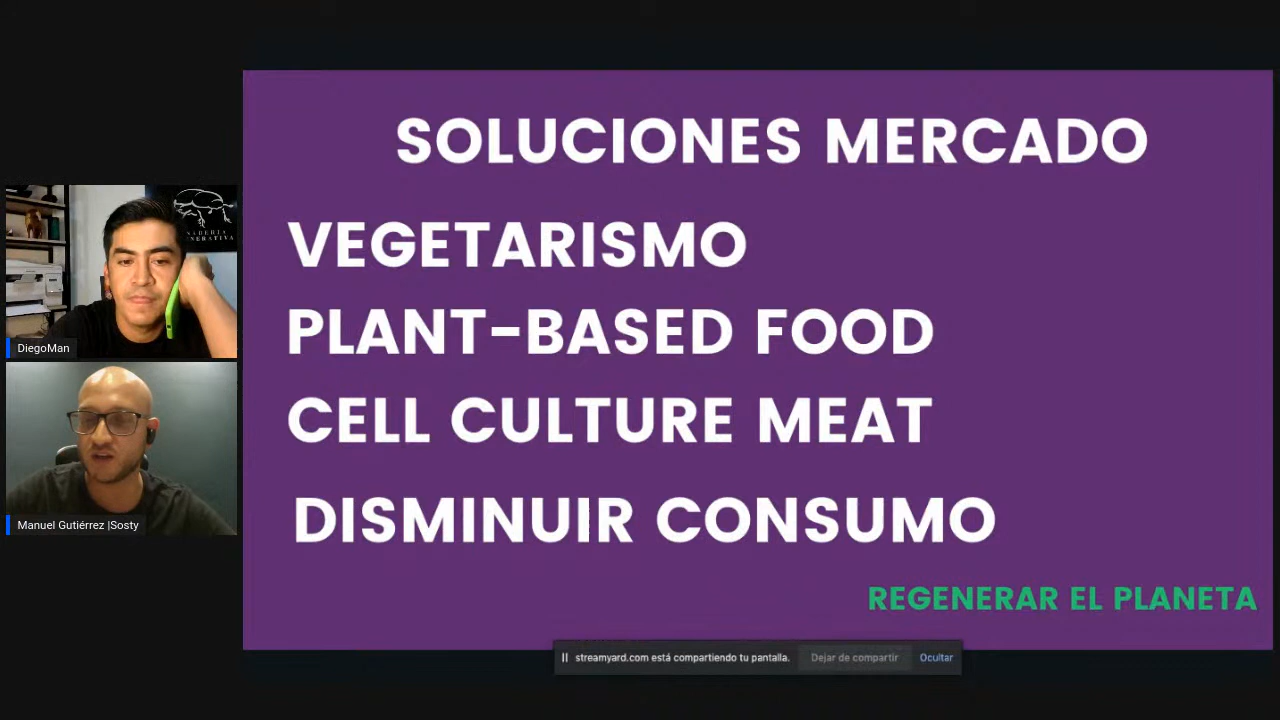 SOLUCIONES MERCADO
VEGETARISMO
PLANT-BASED FOOD
CELL CULTURE MEAT
DISMINUIR CONSUMO
REGENERAR EL PLANETA
DiegoMan
Manuel Gutiérrez |Sosty
streamyard.com está compartiendo tu pantalla.
Dejar de compartir
Ocultar